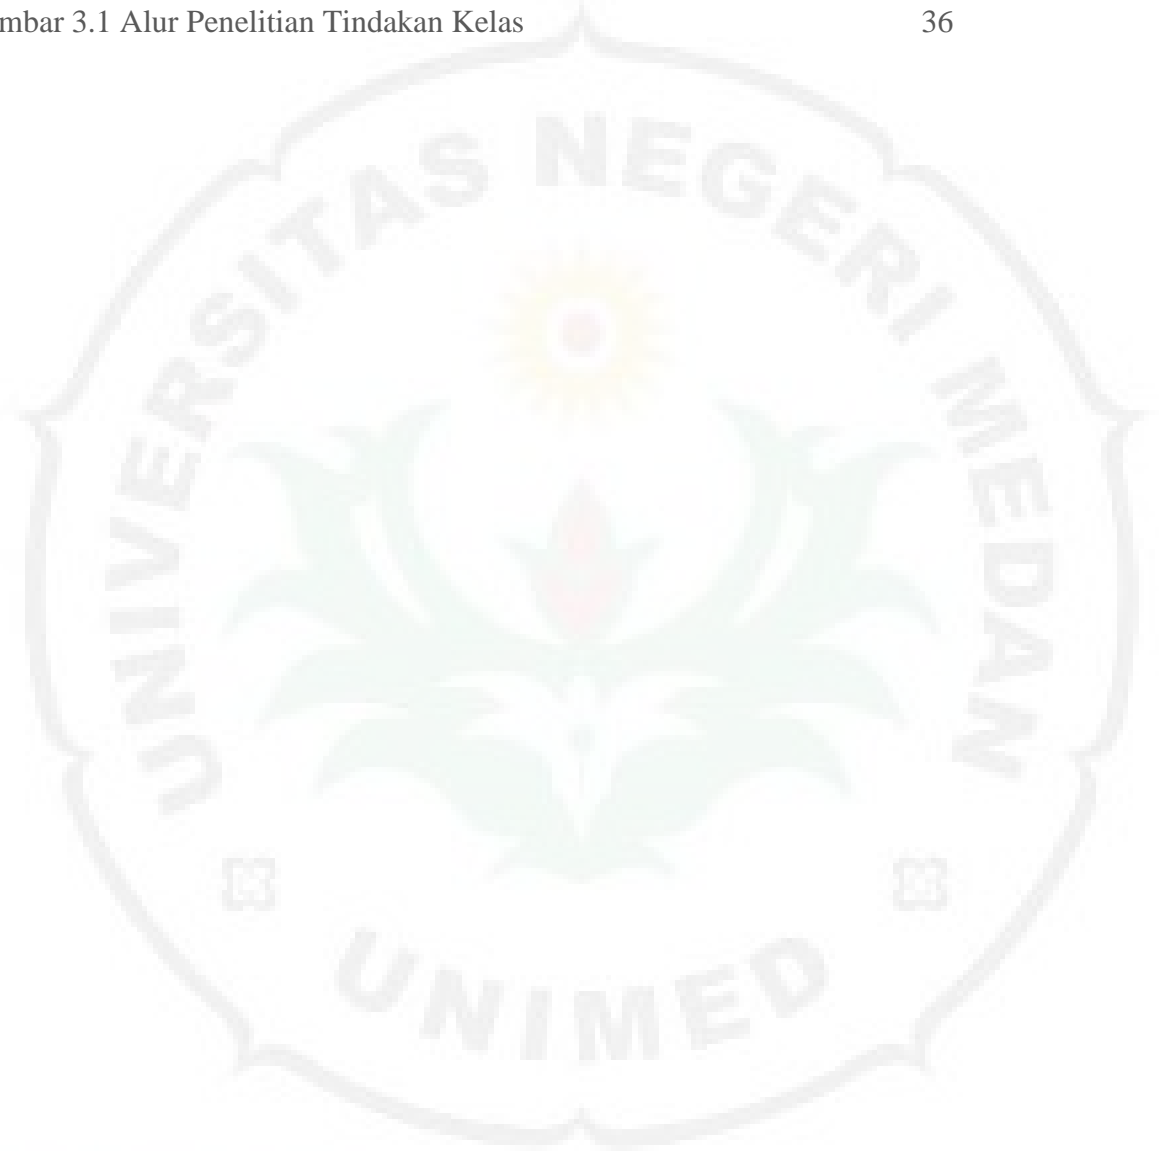 mbar 3.1 Alur Penelitian Tindakan Kelas 36
UNIVERSITAS NEGERI MEDAN
UNIMED